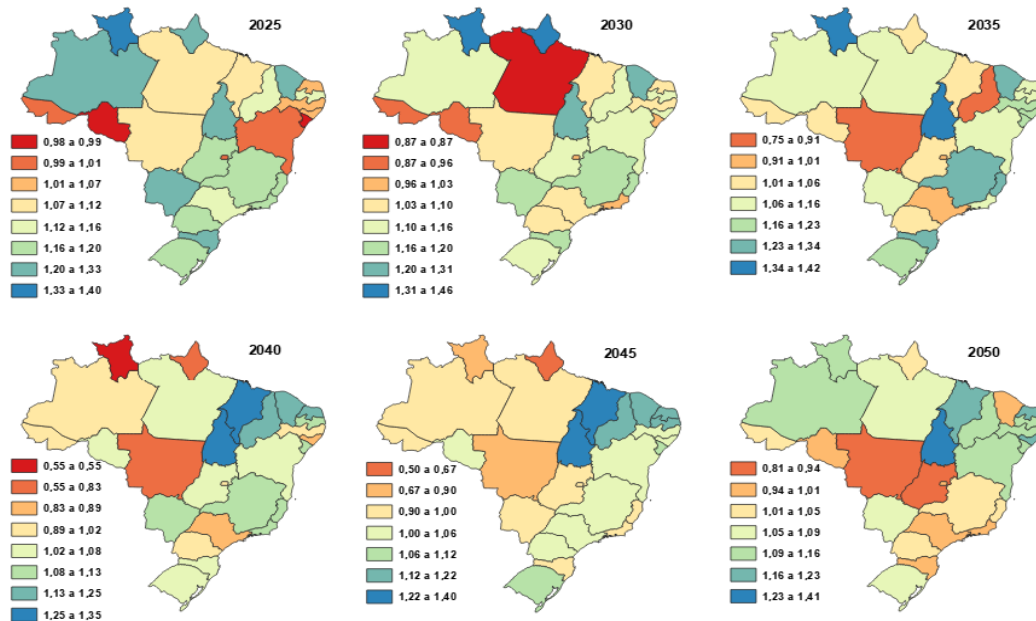 2025
0,98 a 0,99
0,99 a 1,01
1,01 a 1,07
1,07 a 1,12
1,12 a 1,16
1,16 a 1,20
1,20 a 1,33
1,33 a 1,40
2030
0,87 a 0,87
0,87 a 0,96
0,96 a 1,03
1,03 a 1,10
1,10 a 1,16
1,16 a 1,20
1,20 a 1,31
1,31 a 1,46
2035
0,75 a 0,91
0,91 a 1,01
1,01 a 1,06
1,06 a 1,16
1,16 a 1,23
1,23 a 1,34
1,34 a 1,42
2040
0,55 a 0,55
0,55 a 0,83
0,83 a 0,89
0,89 a 1,02
1,02 a 1,08
1,08 a 1,13
1,13 a 1,25
1,25 a 1,35
2045
0,50 a 0,67
0,67 a 0,90
0,90 a 1,00
1,00 a 1,06
1,06 a 1,12
1,12 a 1,22
1,22 a 1,40
2050
0,81 a 0,94
0,94 a 1,01
1,01 a 1,05
1,05 a 1,09
1,09 a 1,16
1,16 a 1,23
1,23 a 1,41